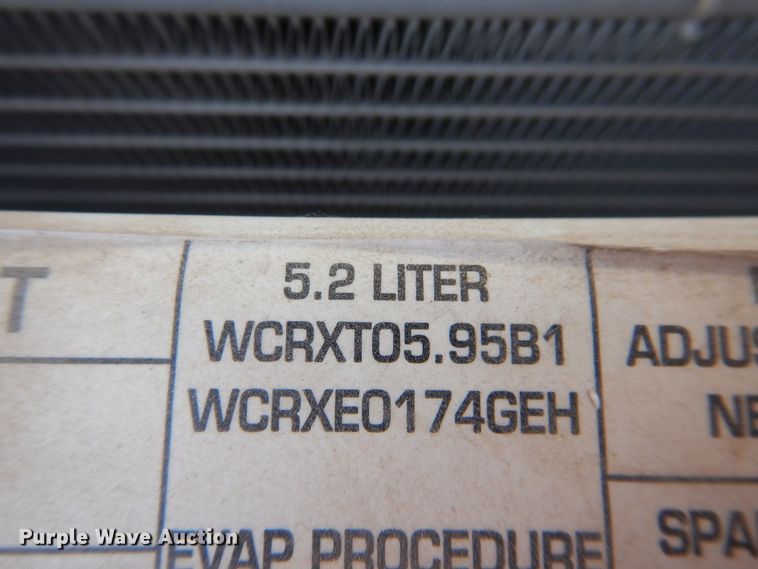 T
5.2 LITER
WCRXT05.95B1
WCRXE0174GEH
ADJUS
NE
SPA
EVAP PROCEDURE
Purple Wave Auction